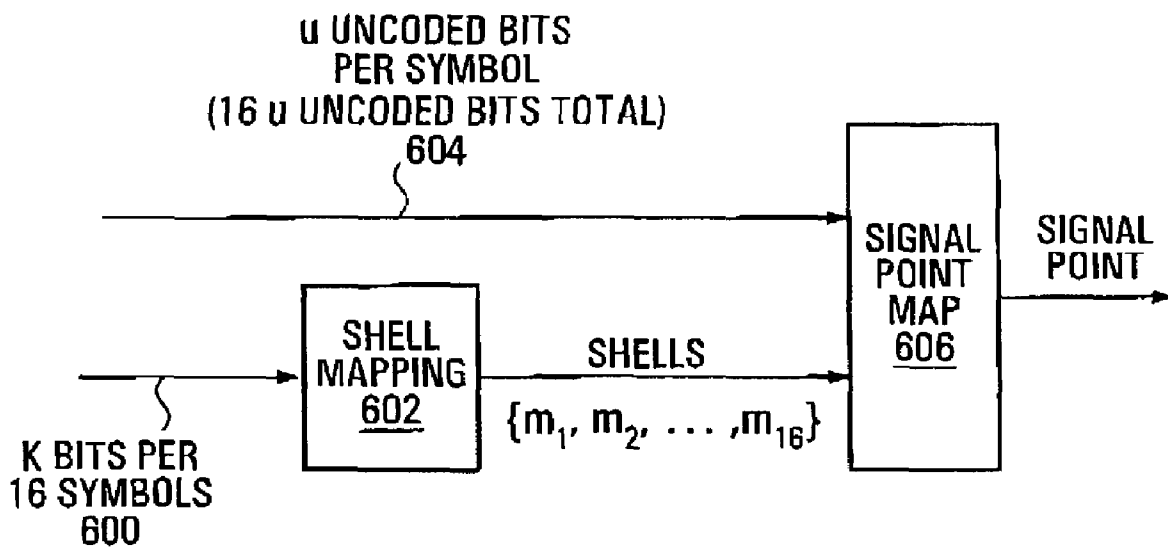 u UNCODED BITS
PER SYMBOL
(16 u UNCODED BITS TOTAL)
604
SIGNAL
POINT
MAP
606
SIGNAL
POINT
SHELL
MAPPING
602
SHELLS
{m1, m2, . . . ,m16}
K BITS PER
16 SYMBOLS
600